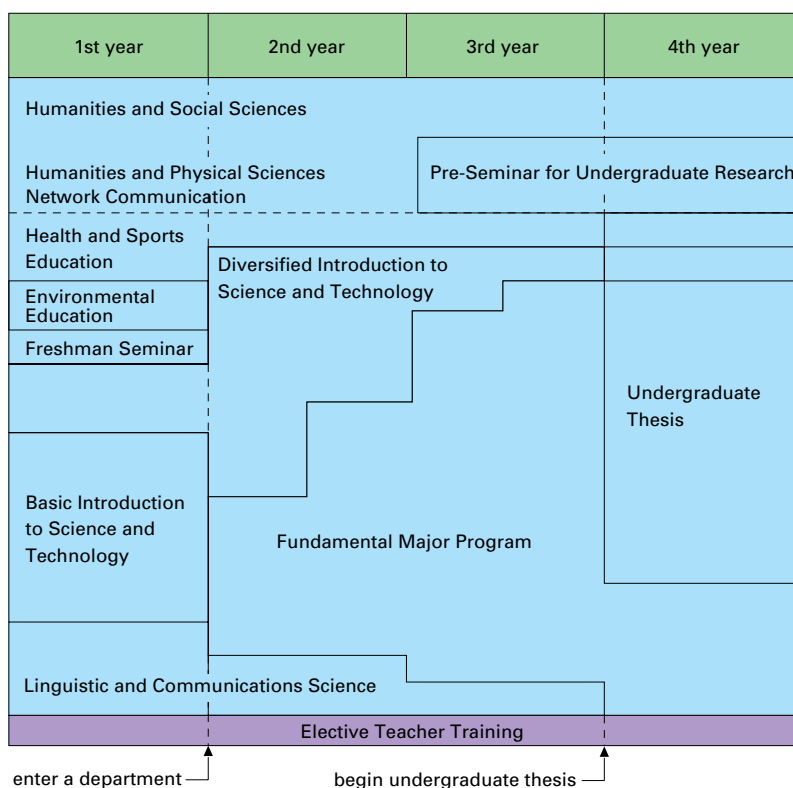 1st year
2nd year
3rd year
4th year
Humanities and Social Sciences
Humanities and Physical Sciences
Network Communication
Pre-Seminar for Undergraduate Research
Health and Sports
Education
Diversified Introduction to
Science and Technology
Environmental
Education
Freshman Seminar
Undergraduate
Thesis
Basic Introduction
to Science and
Technology
Fundamental Major Program
Linguistic and Communications Science
Elective Teacher Training
enter a department
begin undergraduate thesis